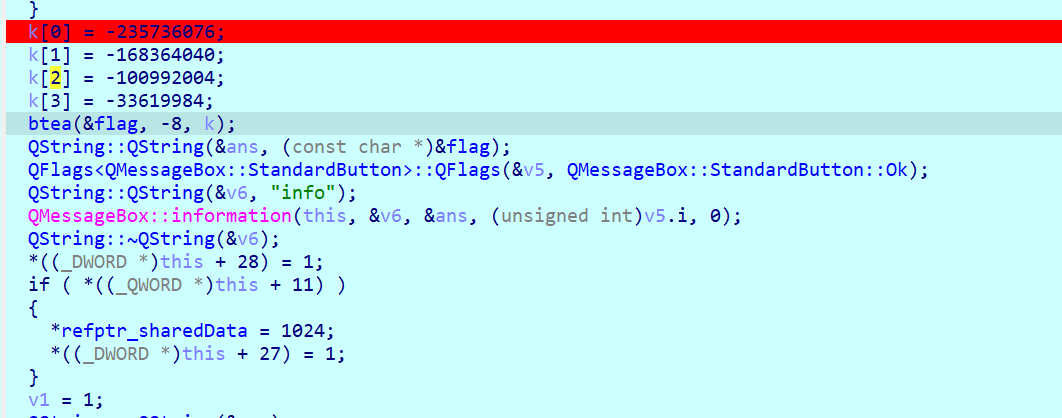 }
k[0] = -235736076;
k[1] = -168364040;
k[2] = -100992004;
k[3] = -33619984;
btea(&flag, -8, k);
QString::QString(&ans, (const char *)&flag);
QFlags<QMessageBox::StandardButton>::QFlags(&v5, QMessageBox::StandardButton::Ok);
QString::QString(&v6, "info");
QMessageBox::information(this, &v6, &ans, (unsigned int)v5.i, 0);
QString::~QString(&v6);
*((_DWORD *)this + 28) = 1;
if ( *((_QWORD *)this + 11) )
{
*refptr_sharedData = 1024;
*((_DWORD *)this + 27) = 1;
}
v1 = 1;